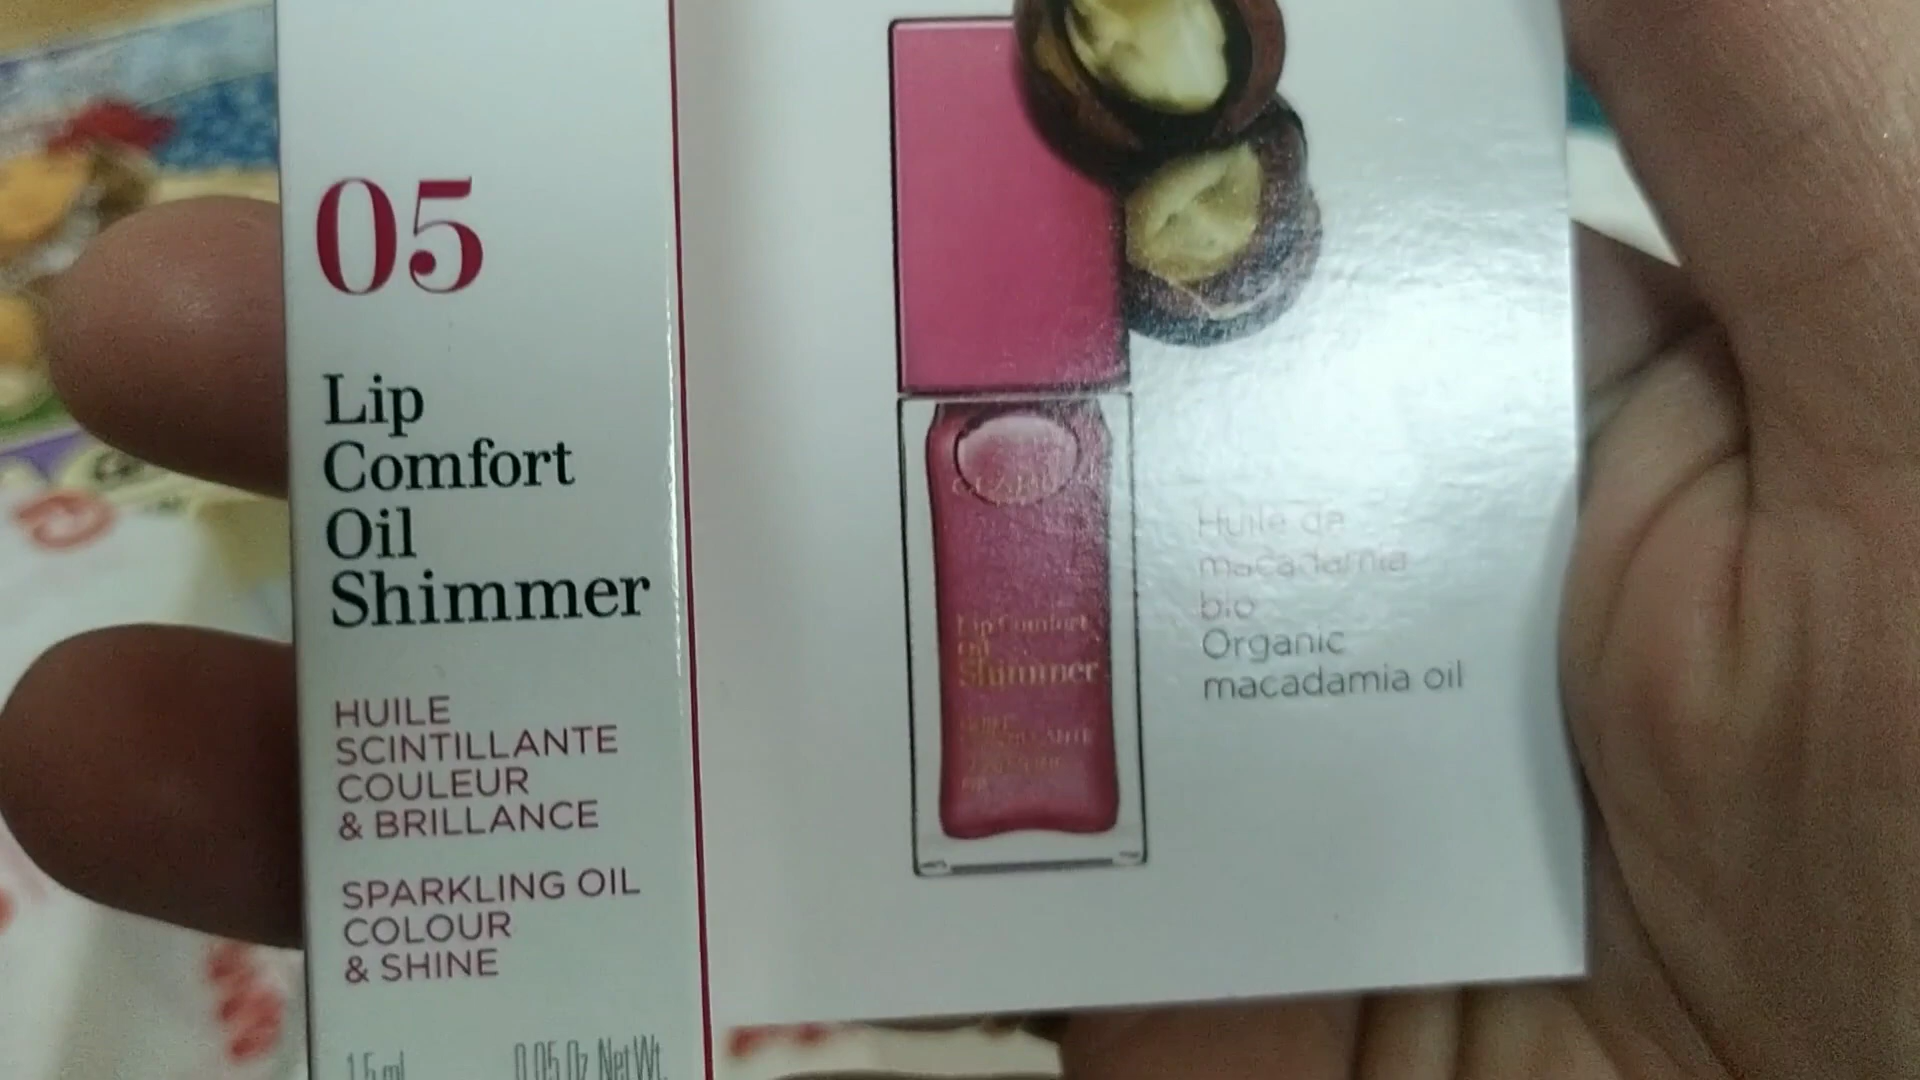 05
Lip
Comfort
Oil
Shimmer
HUILE
SCINTILLANTE
COULEUR
& BRILLANCE
SPARKLING OIL
COLOUR
& SHINE
1.5 ml 0.05 Oz Net Wt.
Lip Comfort
Oil
Shimmer
Huile de
macadamia
bio
Organic
macadamia oil